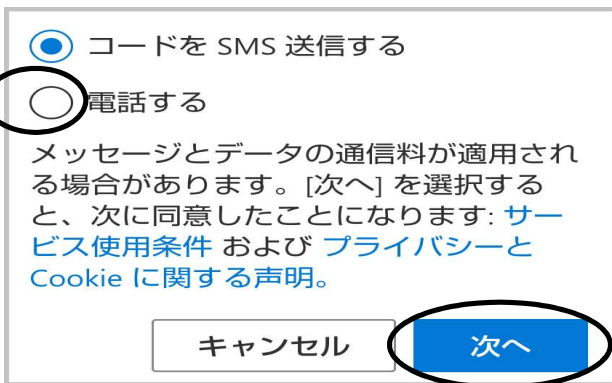 コードを SMS 送信する
電話する
メッセージとデータの通信料が適用され
る場合があります。[次へ] を選択する
と、次に同意したことになります: サー
ビス使用条件 および プライバシーと
Cookie に関する声明。
キャンセル 次へ